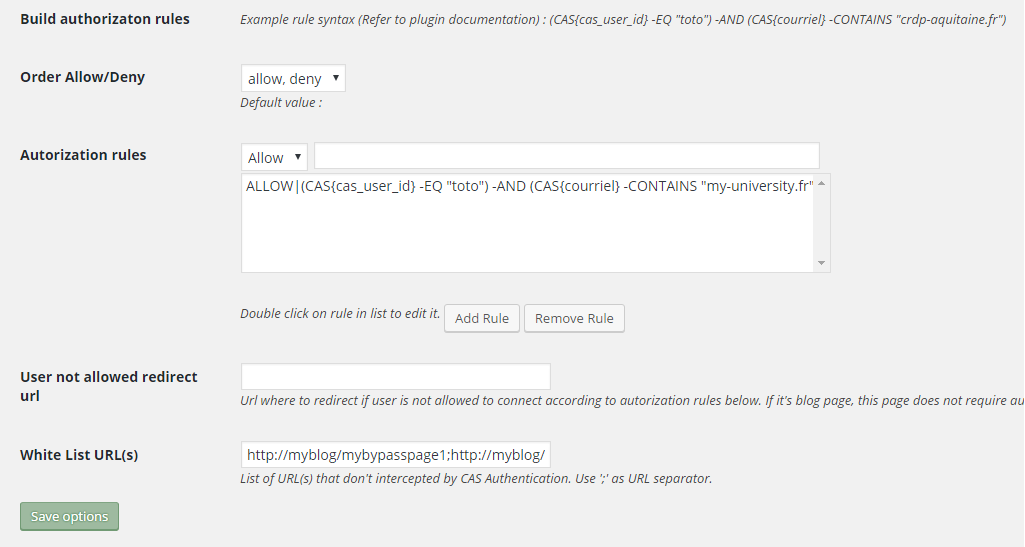 Build authorizaton rules
Example rule syntax (Refer to plugin documentation) : (CAS{cas_user_id} -EQ "toto") -AND (CAS{courriel} -CONTAINS "crdp-aquitaine.fr")
Order Allow/Deny
allow, deny
Default value :
Autorization rules
Allow
ALLOW|(CAS{cas_user_id} -EQ "toto") -AND (CAS{courriel} -CONTAINS "my-university.fr"
Double click on rule in list to edit it.
Add Rule
Remove Rule
User not allowed redirect
url
Url where to redirect if user is not allowed to connect according to autorization rules below. If it's blog page, this page does not require au
White List URL(s)
http://myblog/mybypasspage1;http://myblog/
List of URL(s) that don't intercepted by CAS Authentication. Use ';' as URL separator.
Save options